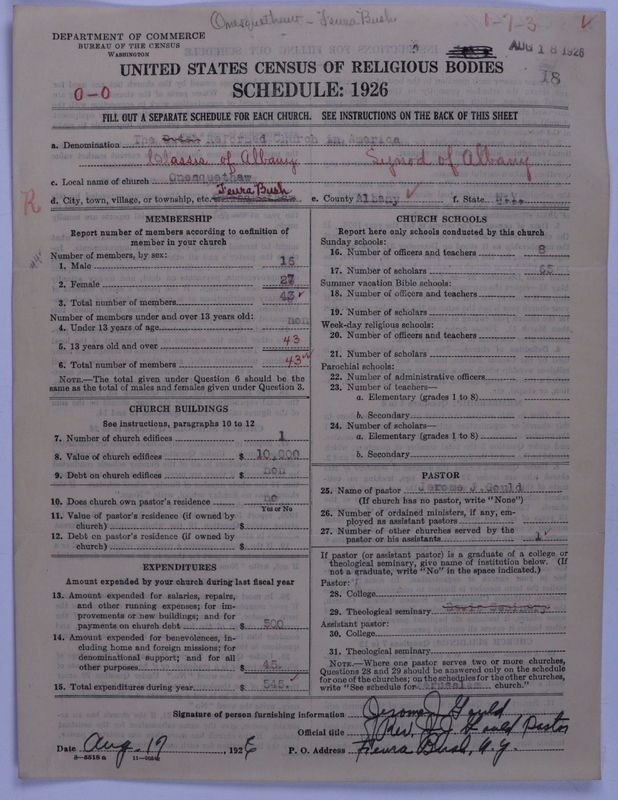 Onesquethaw - Feura Bush
1-7-3
DEPARTMENT OF COMMERCE
BUREAU OF THE CENSUS
WASHINGTON
AUG 18 1926
18
UNITED STATES CENSUS OF RELIGIOUS BODIES
0-0
SCHEDULE: 1926
FILL OUT A SEPARATE SCHEDULE FOR EACH CHURCH. SEE INSTRUCTIONS ON THE BACK OF THIS SHEET
a. Denomination The Reformed Church in America
Classis of Albany Synod of Albany
c. Local name of church Onesquethaw
R
d. City, town, village, or township, etc. Feura Bush e. County Albany f. State N.Y.
MEMBERSHIP
Report number of members according to definition of
member in your church
Number of members, by sex:
1. Male 16
2. Female 27
3. Total number of members 43
Number of members under and over 13 years old:
4. Under 13 years of age non
5. 13 years old and over 43
6. Total number of members 43
NOTE.—The total given under Question 6 should be the
same as the total of males and females given under Question 3.
CHURCH BUILDINGS
See instructions, paragraphs 10 to 12
7. Number of church edifices 1
8. Value of church edifices $ 10,000
9. Debt on church edifices $ non
10. Does church own pastor's residence no
Yes or No
11. Value of pastor's residence (if owned by
church) $
12. Debt on pastor's residence (if owned by
church) $
EXPENDITURES
Amount expended by your church during last fiscal year
13. Amount expended for salaries, repairs,
and other running expenses; for im-
provements or new buildings; and for
payments on church debt $ 500
14. Amount expended for benevolences, in-
cluding home and foreign missions; for
denominational support; and for all
other purposes $ 45.
15. Total expenditures during year $ 545.
CHURCH SCHOOLS
Report here only schools conducted by this church
Sunday schools:
16. Number of officers and teachers 8
17. Number of scholars 65
Summer vacation Bible schools:
18. Number of officers and teachers
19. Number of scholars
Week-day religious schools:
20. Number of officers and teachers
21. Number of scholars
Parochial schools:
22. Number of administrative officers
23. Number of teachers—
a. Elementary (grades 1 to 8)
b. Secondary
24. Number of scholars—
a. Elementary (grades 1 to 8)
b. Secondary
PASTOR
25. Name of pastor Jerome J. Gould
(If church has no pastor, write "None")
26. Number of ordained ministers, if any, em-
ployed as assistant pastors
27. Number of other churches served by the
pastor or his assistants 1
If pastor (or assistant pastor) is a graduate of a college or
theological seminary, give name of institution below. (If
not a graduate, write "No" in the space indicated.)
Pastor:
28. College
29. Theological seminary
Assistant pastor:
30. College
31. Theological seminary
NOTE.—Where one pastor serves two or more churches,
Questions 28 and 29 should be answered only on the schedule
for one of the churches; on the schedules for the other churches,
write "See schedule for Jerusalem church."
Signature of person furnishing information Jerome J. Gould
Official title Rev. J. J. Gould Pastor
Date Aug. 17, 1926 P. O. Address Feura Bush, N.Y.
8-5518 a